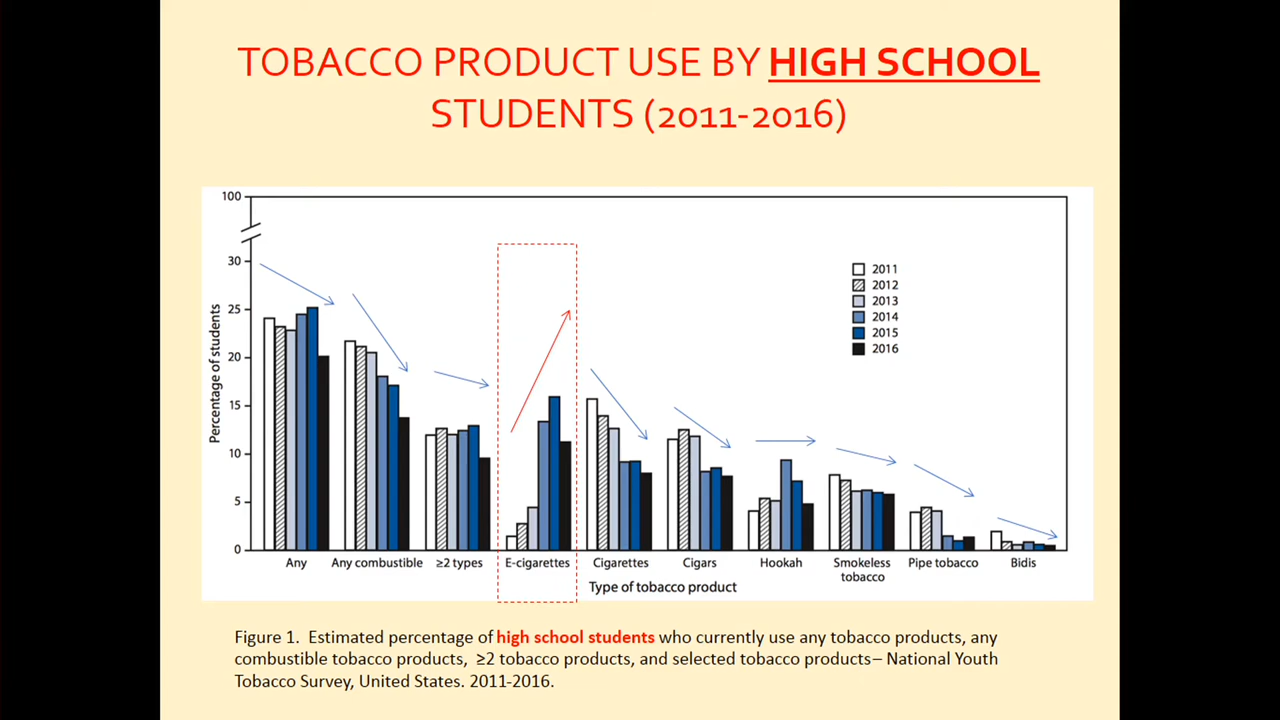 TOBACCO PRODUCT USE BY HIGH SCHOOL
STUDENTS (2011-2016)
100
30
25
20
15
10
5
0
Percentage of students
2011
2012
2013
2014
2015
2016
Any
Any combustible
≥2 types
E-cigarettes
Cigarettes
Cigars
Hookah
Smokeless
tobacco
Pipe tobacco
Bidis
Type of tobacco product
Figure 1. Estimated percentage of high school students who currently use any tobacco products, any
combustible tobacco products, ≥2 tobacco products, and selected tobacco products– National Youth
Tobacco Survey, United States. 2011-2016.